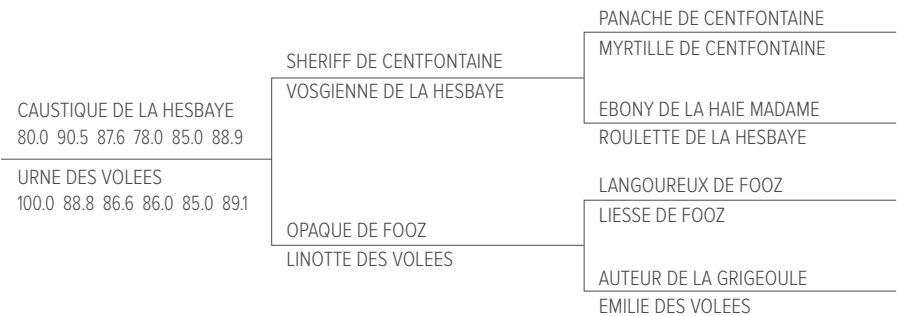 CAUSTIQUE DE LA HESBAYE
80.0 90.5 87.6 78.0 85.0 88.9
URNE DES VOLEES
100.0 88.8 86.6 86.0 85.0 89.1
SHERIFF DE CENTFONTAINE
VOSGIENNE DE LA HESBAYE
OPAQUE DE FOOZ
LINOTTE DES VOLEES
PANACHE DE CENTFONTAINE
MYRTILLE DE CENTFONTAINE
EBONY DE LA HAIE MADAME
ROULETTE DE LA HESBAYE
LANGOUREUX DE FOOZ
LIESSE DE FOOZ
AUTEUR DE LA GRIGEOULE
EMILIE DES VOLEES